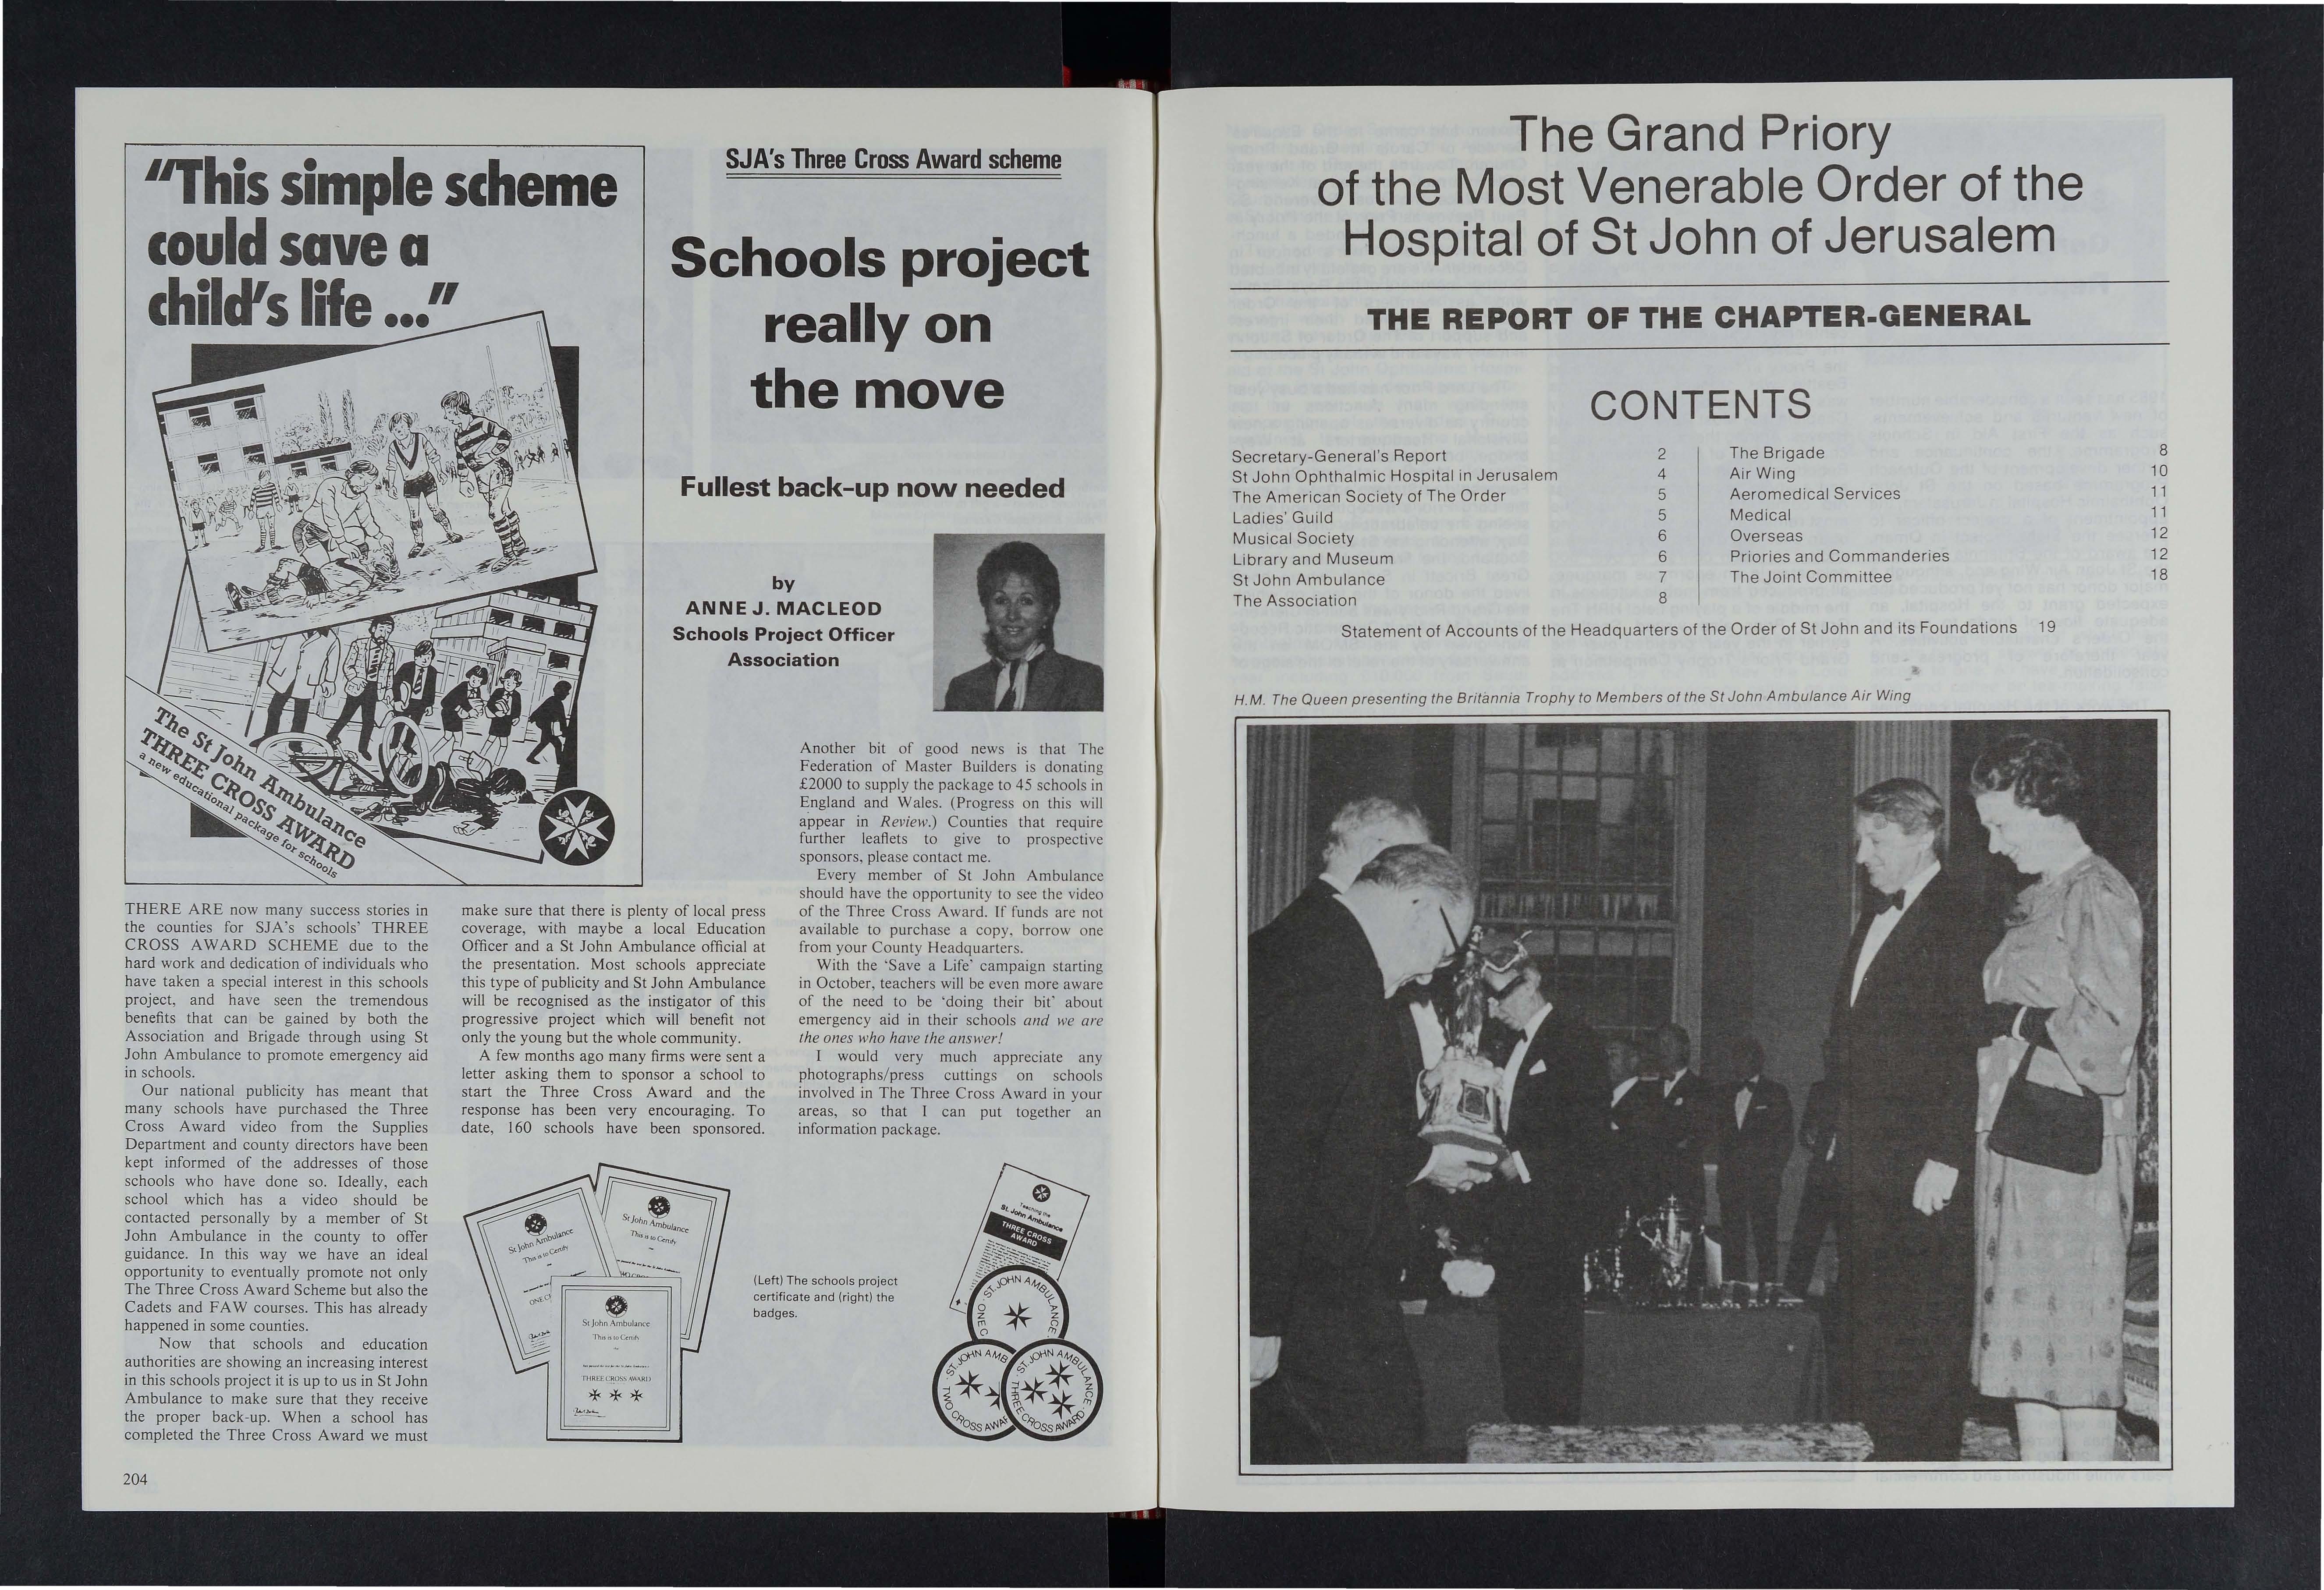 "This simple scheme
could save a
child's life ..."
The St John Ambulance
THREE CROSS AWARD
a new educational package for schools
SJA's Three Cross Award scheme
Schools project
really on
the move
Fullest back-up now needed
by
ANNE J. MACLEOD
Schools Project Officer
Association
THERE ARE now many success stories in
the counties for SJA's schools' THREE
CROSS AWARD SCHEME due to the
hard work and dedication of individuals who
have taken a special interest in this schools
project, and have seen the tremendous
benefits that can be gained by both the
Association and Brigade through using St
John Ambulance to promote emergency aid
in schools.
Our national publicity has meant that
many schools have purchased the Three
Cross Award video from the Supplies
Department and county directors have been
kept informed of the addresses of those
schools who have done so. Ideally, each
school which has a video should be
contacted personally by a member of St
John Ambulance in the county to offer
guidance. In this way we have an ideal
opportunity to eventually promote not only
The Three Cross Award Scheme but also the
Cadets and FAW courses. This has already
happened in some counties.
Now that schools and education
authorities are showing an increasing interest
in this schools project it is up to us in St John
Ambulance to make sure that they receive
the proper back-up. When a school has
completed the Three Cross Award we must
make sure that there is plenty of local press
coverage, with maybe a local Education
Officer and a St John Ambulance official at
the presentation. Most schools appreciate
this type of publicity and St John Ambulance
will be recognised as the instigator of this
progressive project which will benefit not
only the young but the whole community.
A few months ago many firms were sent a
letter asking them to sponsor a school to
start the Three Cross Award and the
response has been very encouraging. To
date, 160 schools have been sponsored.
Another bit of good news is that The
Federation of Master Builders is donating
£2000 to supply the package to 45 schools in
England and Wales. (Progress on this will
appear in Review.) Counties that require
further leaflets to give to prospective
sponsors, please contact me.
Every member of St John Ambulance
should have the opportunity to see the video
of the Three Cross Award. If funds are not
available to purchase a copy, borrow one
from your County Headquarters.
With the 'Save a Life' campaign starting
in October, teachers will be even more aware
of the need to be 'doing their bit' about
emergency aid in their schools and we are
the ones who have the answer!
I would very much appreciate any
photographs/press cuttings on schools
involved in The Three Cross Award in your
areas, so that I can put together an
information package.
St John Ambulance
This is to Certify
St John Ambulance
This is to Certify
St John Ambulance
This is to Certify
THREE CROSS AWARD
(Left) The schools project
certificate and (right) the
badges.
Teaching the
St. John Ambulance
THREE CROSS
AWARD
ST. JOHN AMBULANCE · ONE C
ST. JOHN AMB
TWO CROSS AWAR
ST. JOHN AMBULANCE · THREE CROSS AWARD
204
The Grand Priory
of the Most Venerable Order of the
Hospital of St John of Jerusalem
THE REPORT OF THE CHAPTER-GENERAL
CONTENTS
Secretary-General's Report 2
St John Ophthalmic Hospital in Jerusalem 4
The American Society of The Order 5
Ladies' Guild 5
Musical Society 6
Library and Museum 6
St John Ambulance 7
The Association 8
The Brigade 8
Air Wing 10
Aeromedical Services 11
Medical 11
Overseas 12
Priories and Commanderies 12
The Joint Committee 18
Statement of Accounts of the Headquarters of the Order of St John and its Foundations 19
H.M. The Queen presenting the Britannia Trophy to Members of the St John Ambulance Air Wing